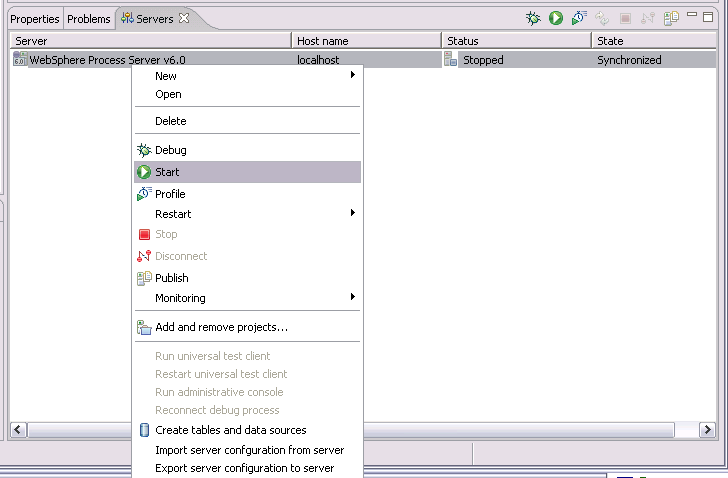 Properties Problems Servers
Server Host name Status State
6.0 WebSphere Process Server v6.0 localhost Stopped Synchronized
New
Open
Delete
Debug
Start
Profile
Restart
Stop
Disconnect
Publish
Monitoring
Add and remove projects...
Run universal test client
Restart universal test client
Run administrative console
Reconnect debug process
Create tables and data sources
Import server confguration from server
Export server configuration to server